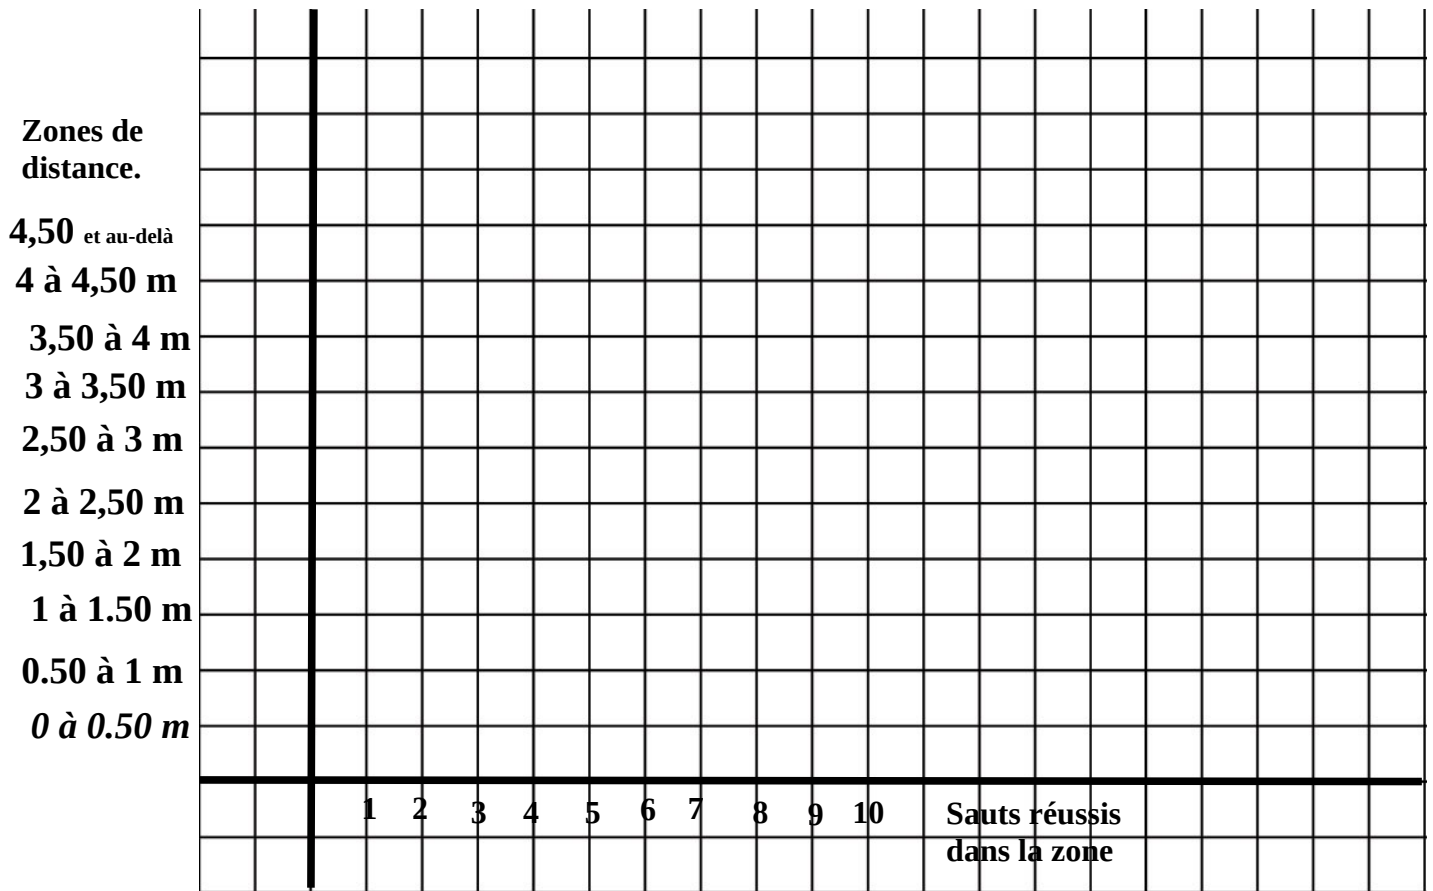 Zones de
distance.
4,50 et au-delà
4 à 4,50 m
3,50 à 4 m
3 à 3,50 m
2,50 à 3 m
2 à 2,50 m
1,50 à 2 m
1 à 1.50 m
0.50 à 1 m
0 à 0.50 m
1 2 3 4 5 6 7 8 9 10
Sauts réussis
dans la zone